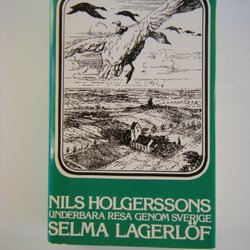 NILS HOLGERSSONS
UNDERBARA RESA GENOM SVERIGE
SELMA LAGERLÖF